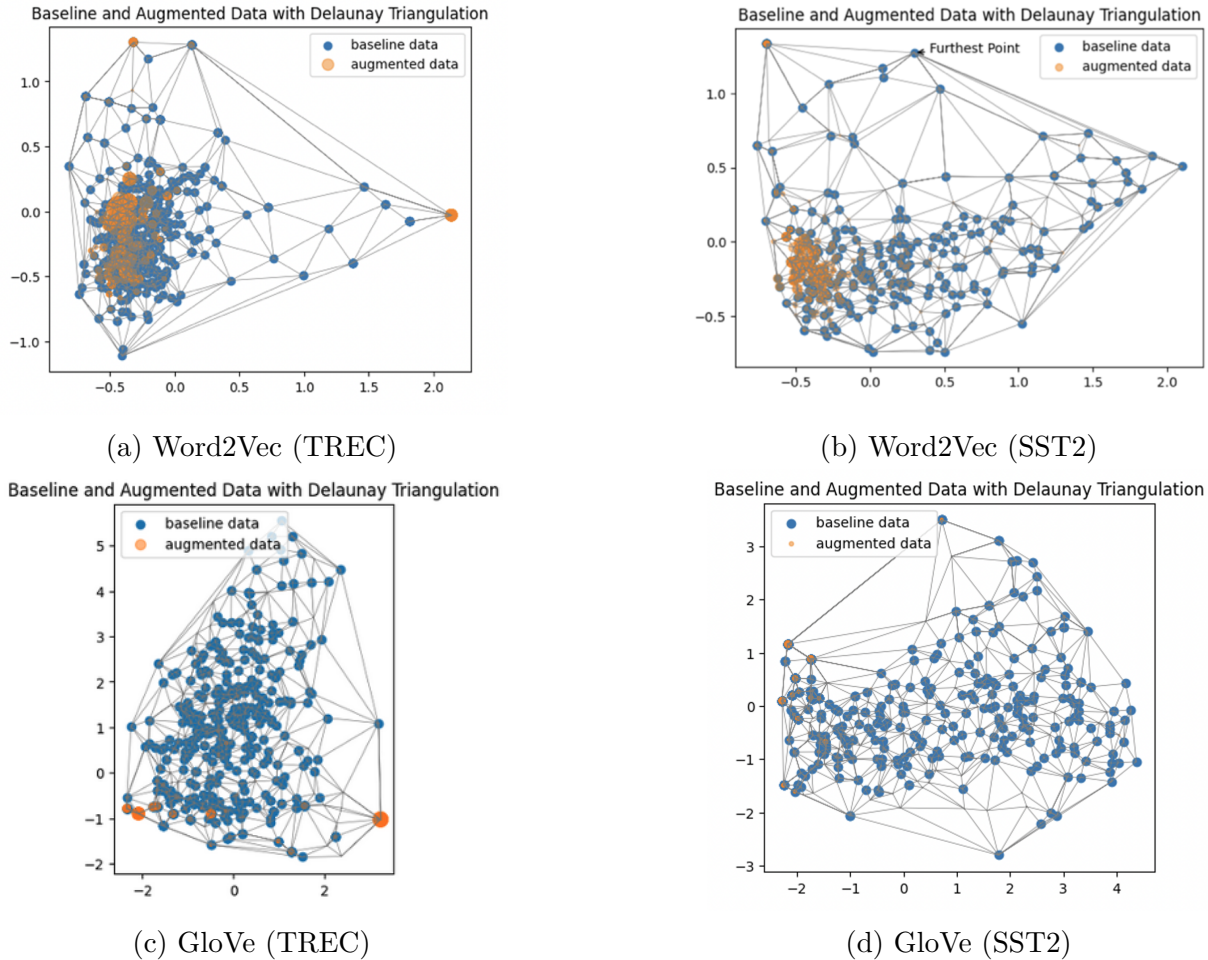 Baseline and Augmented Data with Delaunay Triangulation
baseline data
augmented data
1.0
0.5
0.0
−0.5
−1.0
−0.5 0.0 0.5 1.0 1.5 2.0
(a) Word2Vec (TREC)
Baseline and Augmented Data with Delaunay Triangulation
Furthest Point
baseline data
augmented data
1.0
0.5
0.0
−0.5
−0.5 0.0 0.5 1.0 1.5 2.0
(b) Word2Vec (SST2)
Baseline and Augmented Data with Delaunay Triangulation
baseline data
augmented data
5
4
3
2
1
0
−1
−2
−2 0 2
(c) GloVe (TREC)
Baseline and Augmented Data with Delaunay Triangulation
baseline data
augmented data
3
2
1
0
−1
−2
−3
−2 −1 0 1 2 3 4
(d) GloVe (SST2)